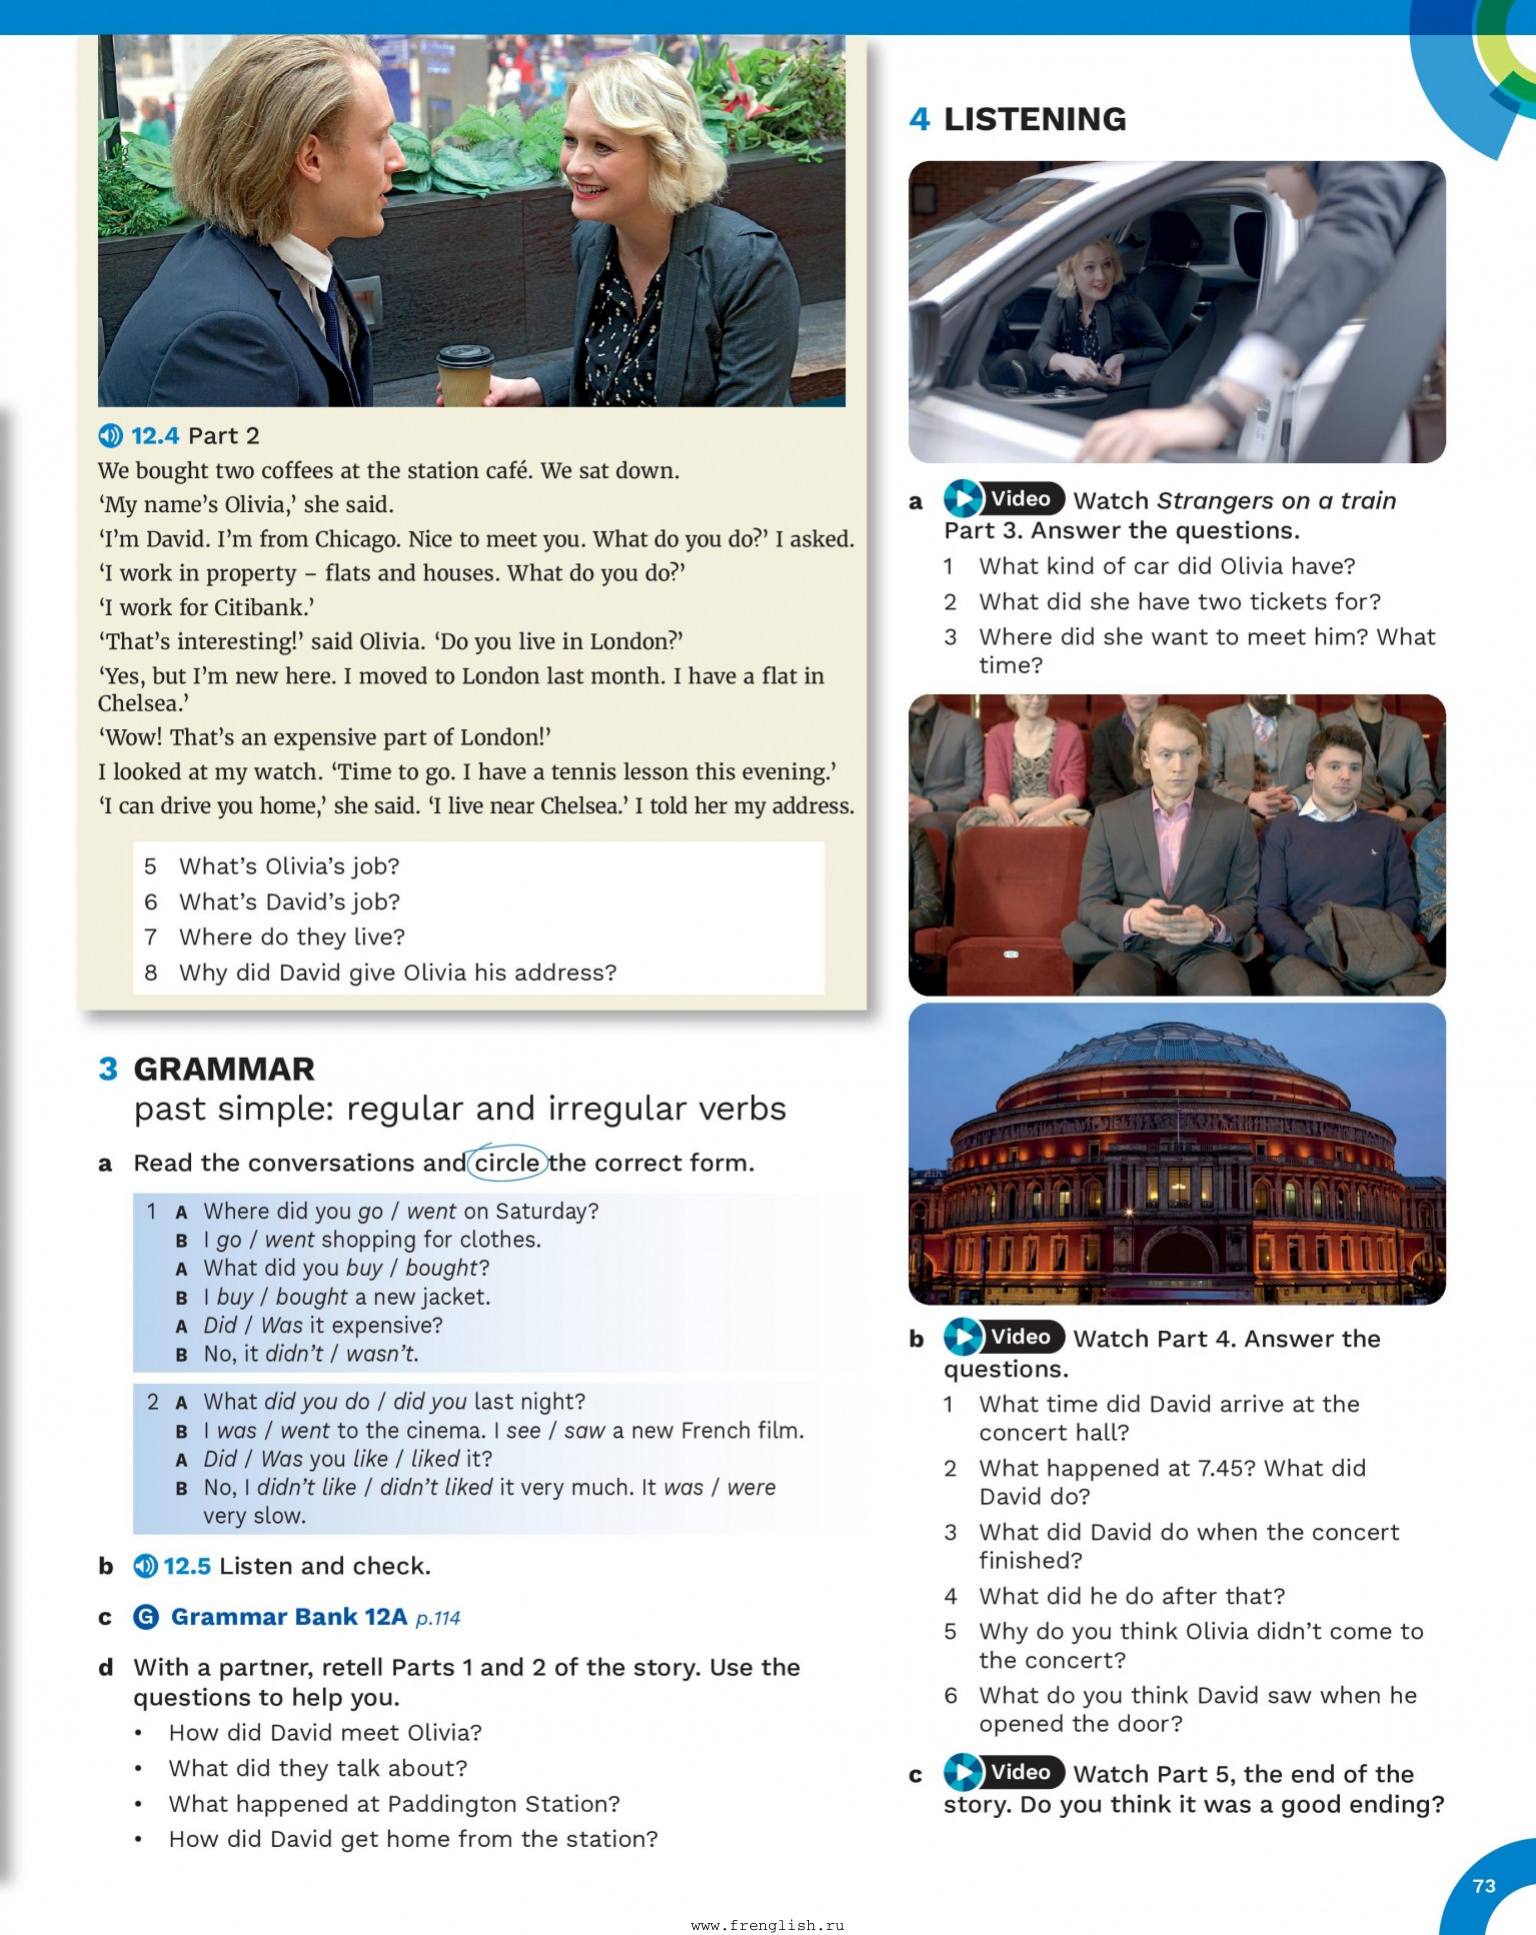 12.4 Part 2
We bought two coffees at the station café. We sat down.
‘My name’s Olivia,’ she said.
‘I’m David. I’m from Chicago. Nice to meet you. What do you do?’ I asked.
‘I work in property – flats and houses. What do you do?’
‘I work for Citibank.’
‘That’s interesting!’ said Olivia. ‘Do you live in London?’
‘Yes, but I’m new here. I moved to London last month. I have a flat in
Chelsea.’
‘Wow! That’s an expensive part of London!’
I looked at my watch. ‘Time to go. I have a tennis lesson this evening.’
‘I can drive you home,’ she said. ‘I live near Chelsea.’ I told her my address.
5 What’s Olivia’s job?
6 What’s David’s job?
7 Where do they live?
8 Why did David give Olivia his address?
3 GRAMMAR
past simple: regular and irregular verbs
a Read the conversations and circle the correct form.
1 A Where did you go / went on Saturday?
B I go / went shopping for clothes.
A What did you buy / bought?
B I buy / bought a new jacket.
A Did / Was it expensive?
B No, it didn’t / wasn’t.
2 A What did you do / did you last night?
B I was / went to the cinema. I see / saw a new French film.
A Did / Was you like / liked it?
B No, I didn’t like / didn’t liked it very much. It was / were
very slow.
b 12.5 Listen and check.
c G Grammar Bank 12A p.114
d With a partner, retell Parts 1 and 2 of the story. Use the
questions to help you.
• How did David meet Olivia?
• What did they talk about?
• What happened at Paddington Station?
• How did David get home from the station?
4 LISTENING
a Video Watch Strangers on a train
Part 3. Answer the questions.
1 What kind of car did Olivia have?
2 What did she have two tickets for?
3 Where did she want to meet him? What
time?
b Video Watch Part 4. Answer the
questions.
1 What time did David arrive at the
concert hall?
2 What happened at 7.45? What did
David do?
3 What did David do when the concert
finished?
4 What did he do after that?
5 Why do you think Olivia didn’t come to
the concert?
6 What do you think David saw when he
opened the door?
c Video Watch Part 5, the end of the
story. Do you think it was a good ending?
73
www.frenglish.ru